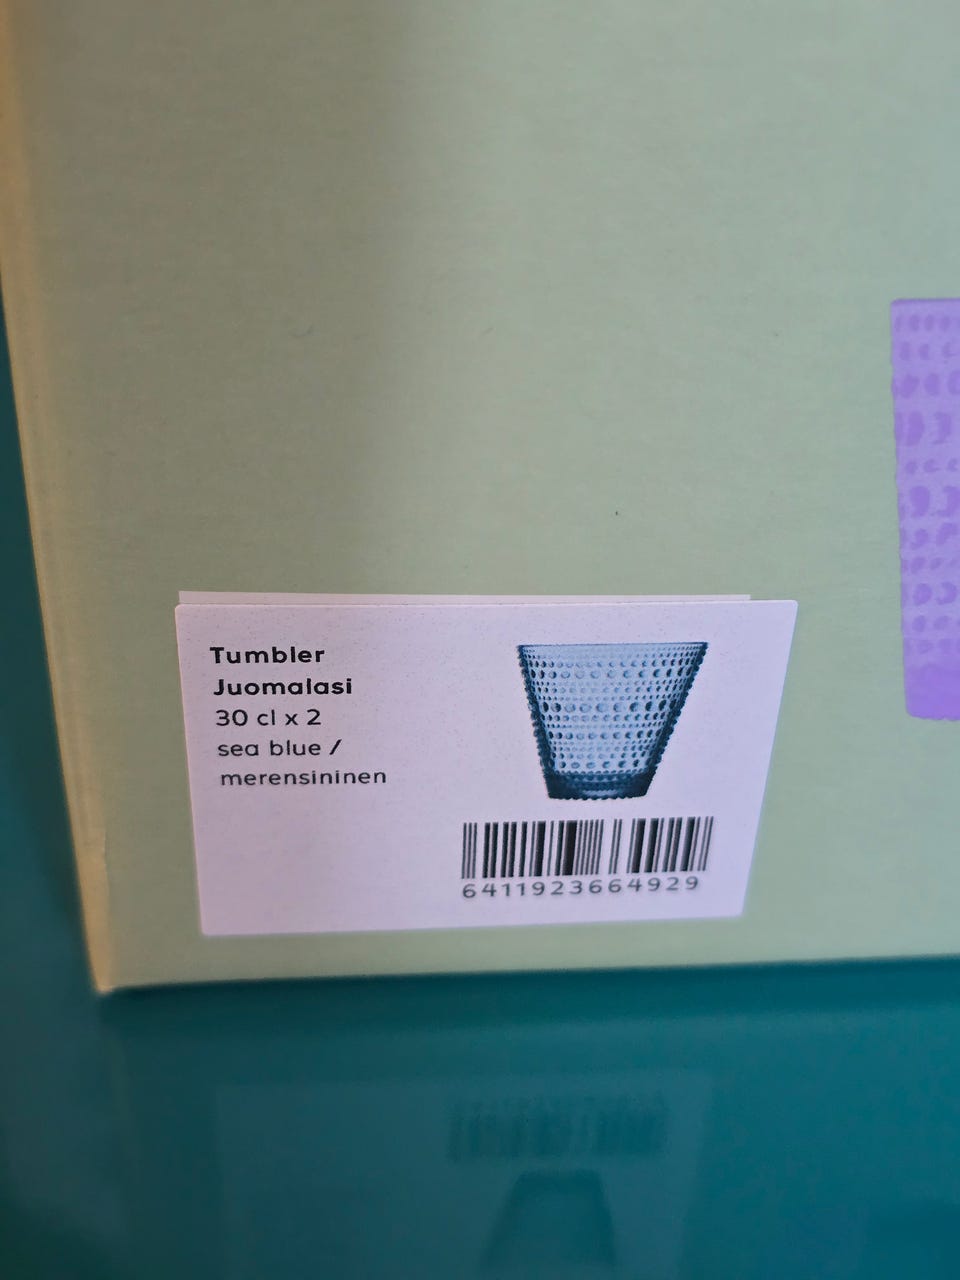 Tumbler
Juomalasi
30 cl x 2
sea blue /
merensininen
6411923664929